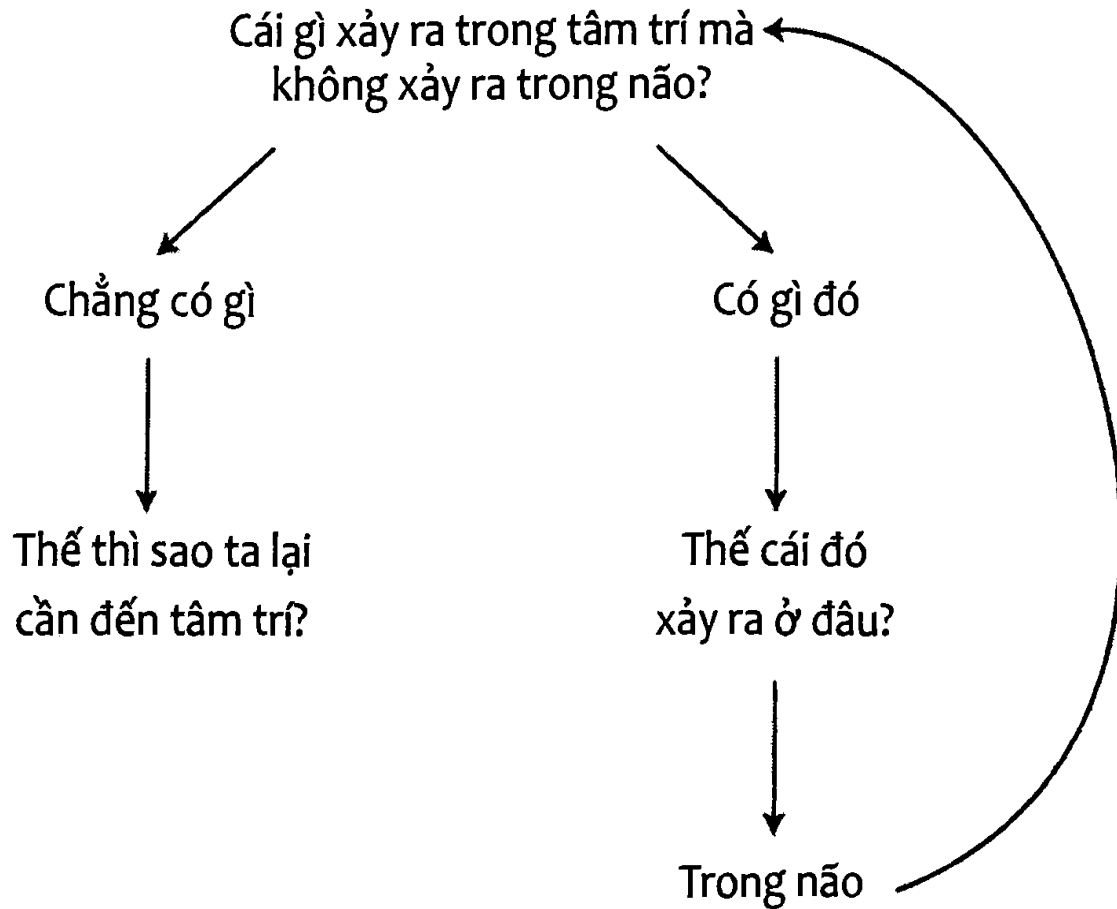 Cái gì xảy ra trong tâm trí mà
không xảy ra trong não?
Chẳng có gì
Có gì đó
Thế thì sao ta lại
cần đến tâm trí?
Thế cái đó
xảy ra ở đâu?
Trong não